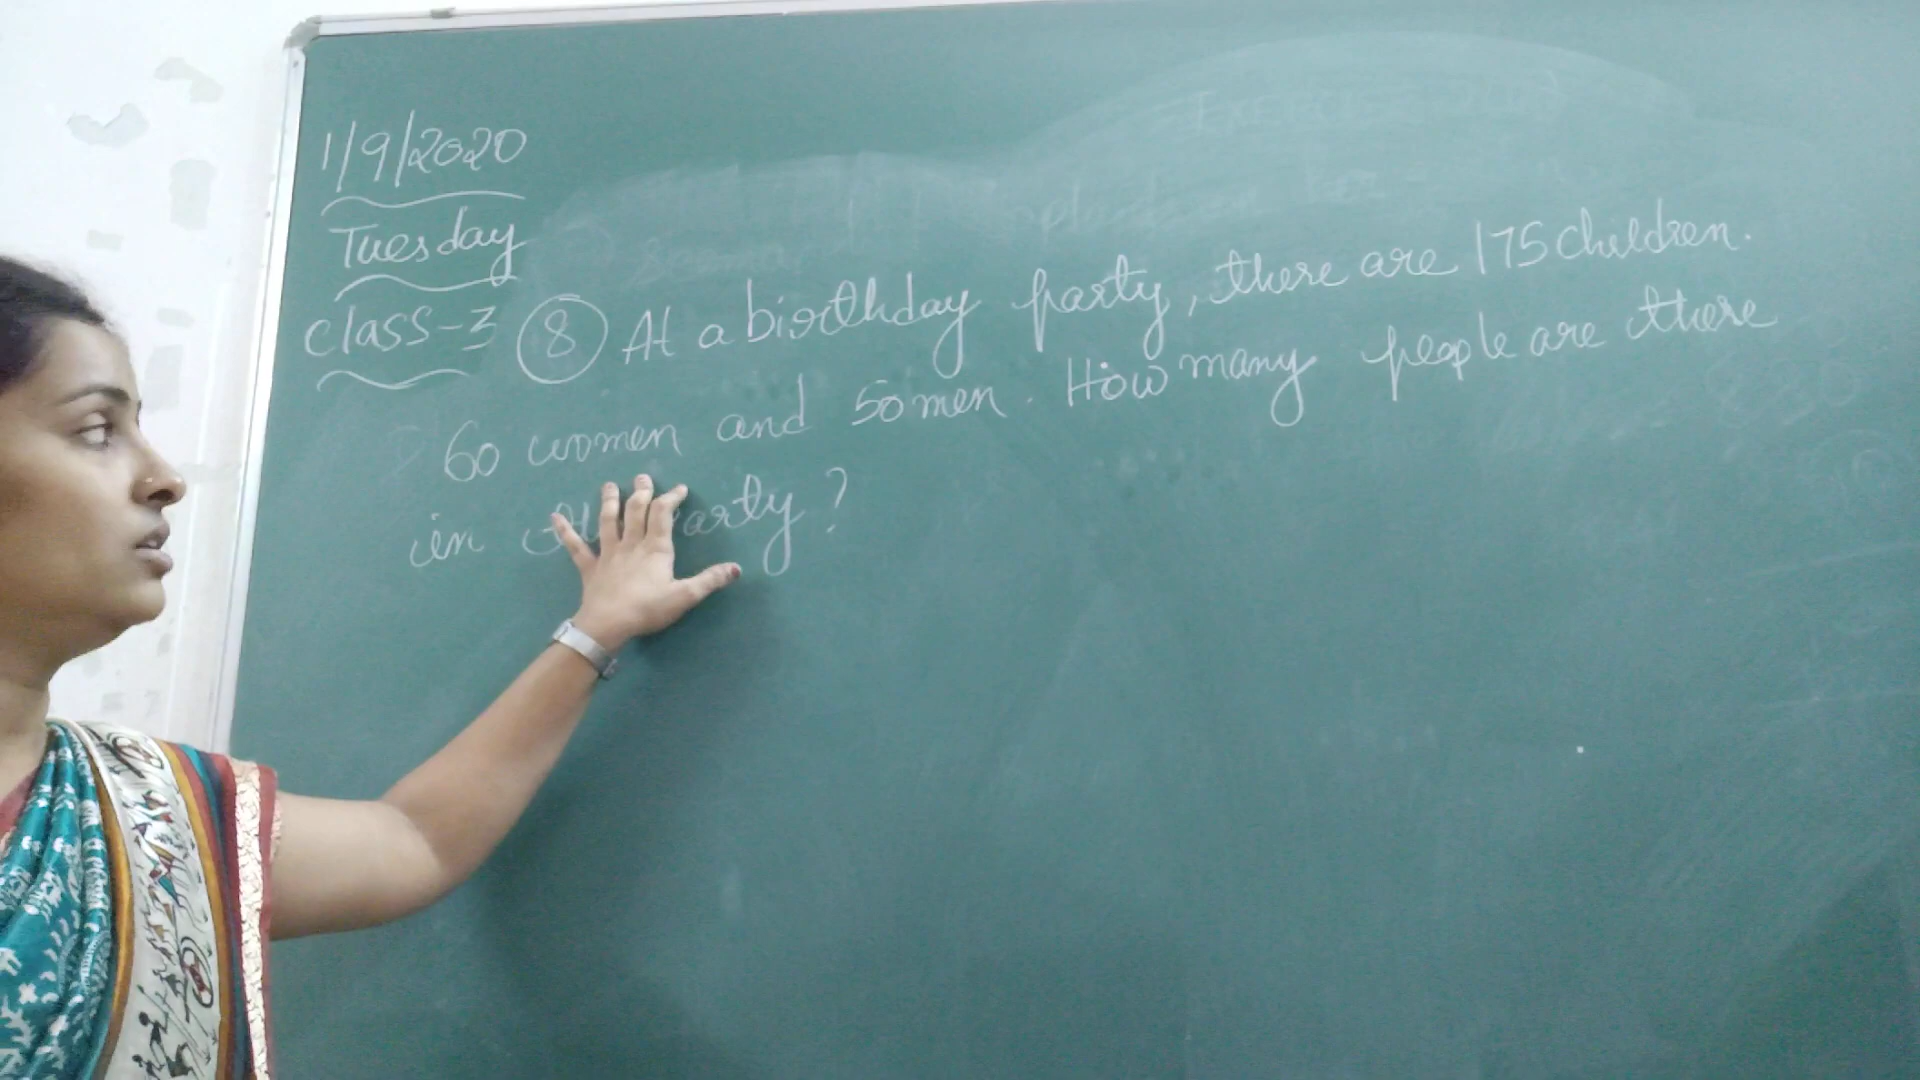 1/9/2020
Tuesday
class-3
8 At a birthday party, there are 175 children.
60 women and 50 men. How many people are there
in party?